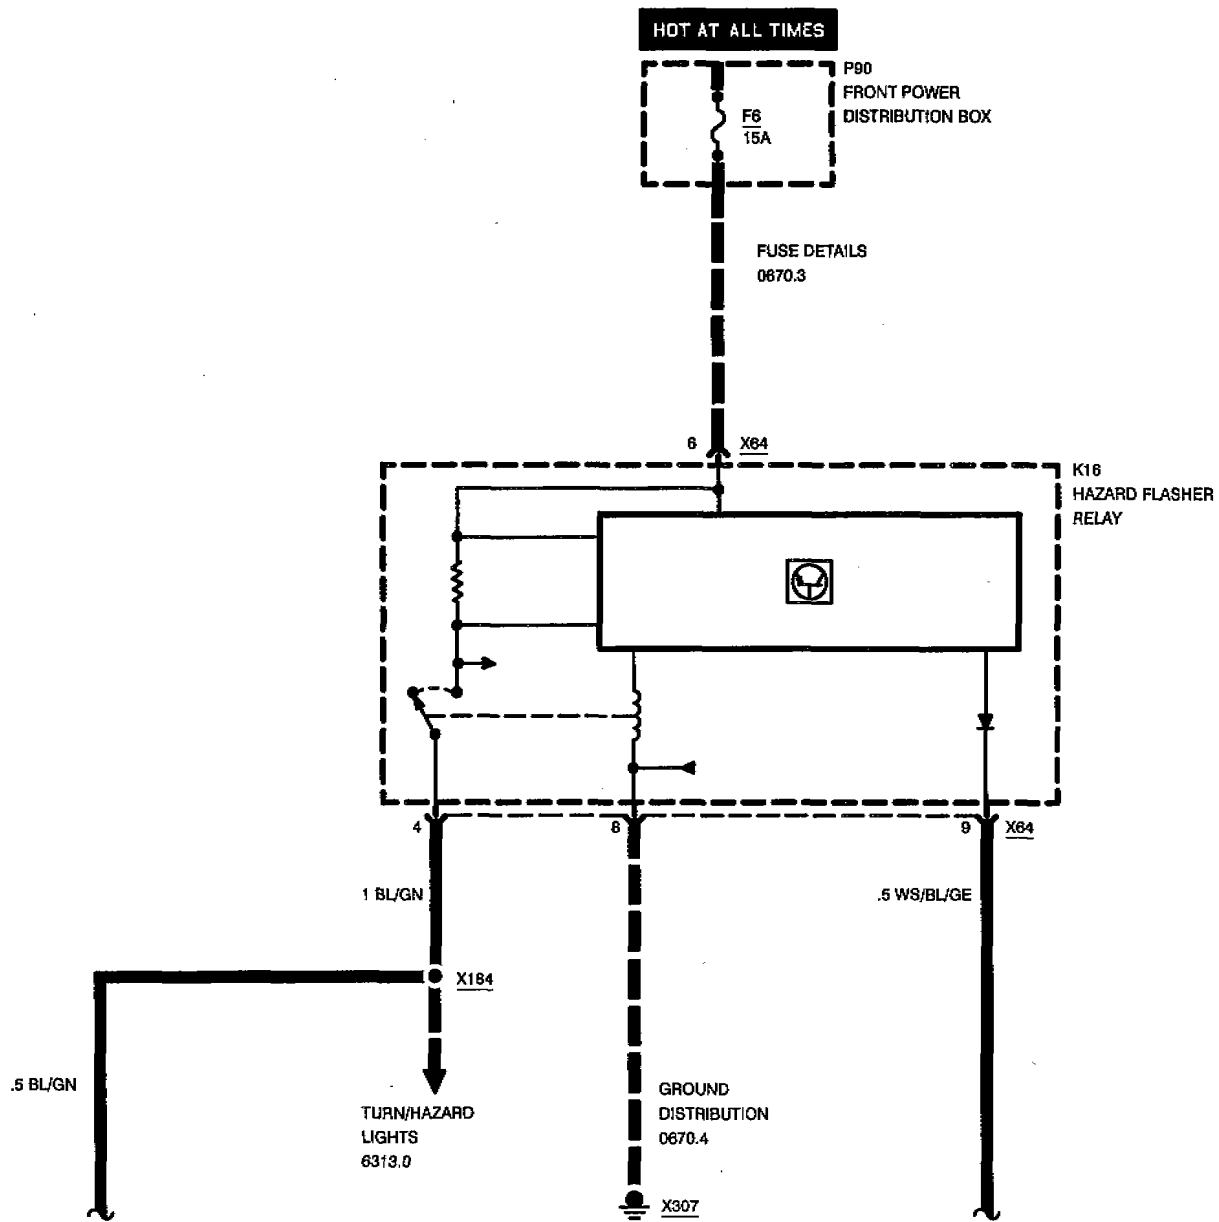 HOT AT ALL TIMES
P90
FRONT POWER
DISTRIBUTION BOX
F6
15A
FUSE DETAILS
0670.3
6
X64
K16
HAZARD FLASHER
RELAY
4
8
9
X64
1 BL/GN
.5 WS/BL/GE
X184
.5 BL/GN
TURN/HAZARD
LIGHTS
6313.0
GROUND
DISTRIBUTION
0670.4
X307